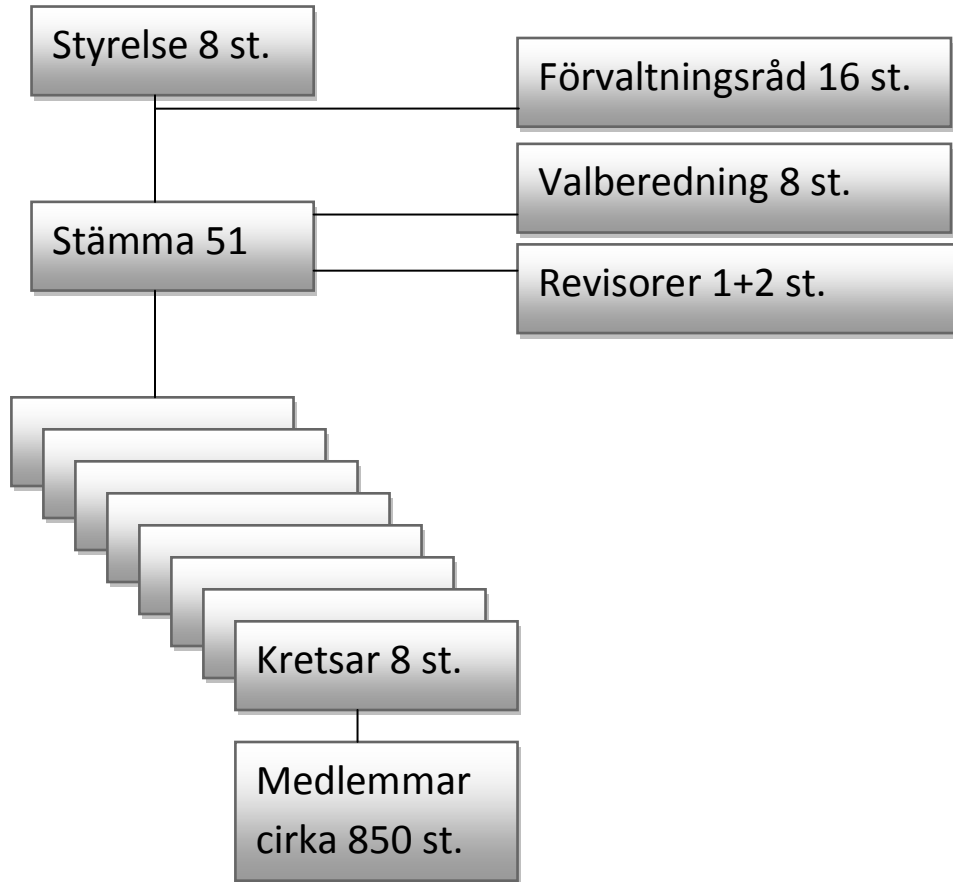 Styrelse 8 st.
Förvaltningsråd 16 st.
Valberedning 8 st.
Stämma 51
Revisorer 1+2 st.
Kretsar 8 st.
Medlemmar
cirka 850 st.